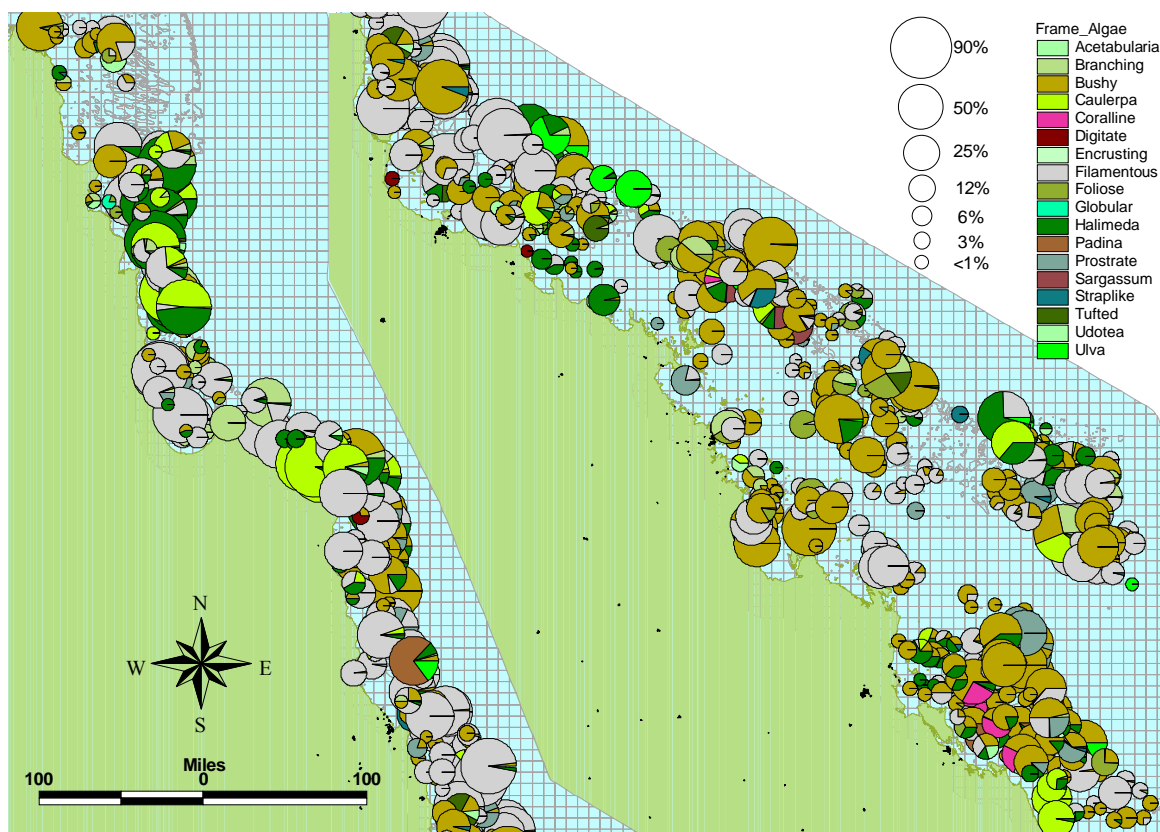 90%
50%
25%
12%
6%
3%
<1%
Frame_Algae
Acetabularia
Branching
Bushy
Caulerpa
Coralline
Digitate
Encrusting
Filamentous
Foliose
Globular
Halimeda
Padina
Prostrate
Sargassum
Straplike
Tufted
Udotea
Ulva
N
W E
S
Miles
100 0 100